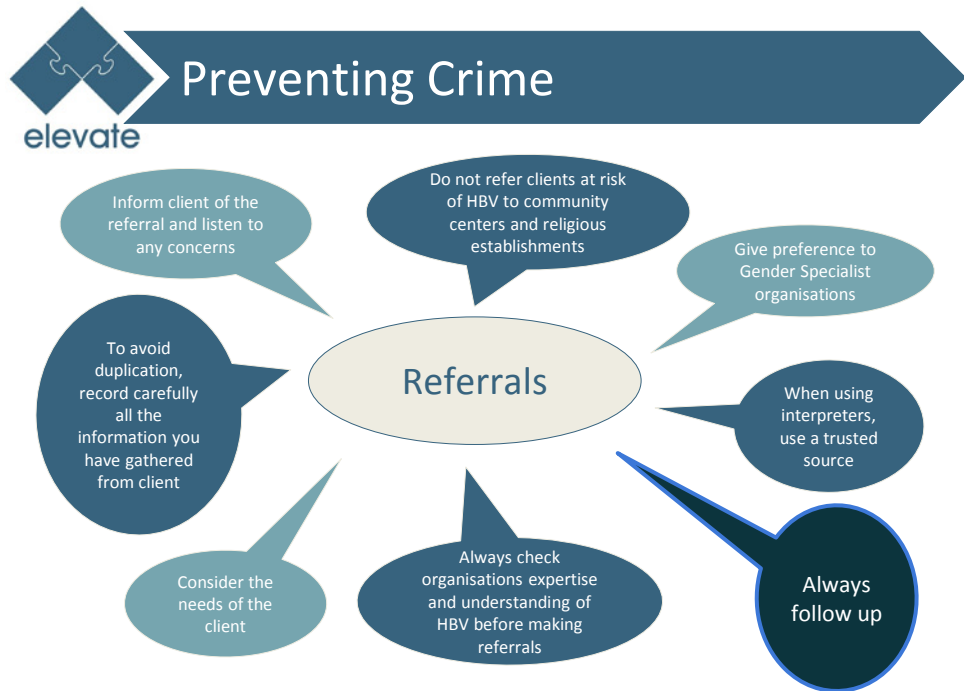 Preventing Crime
elevate
Inform client of the
referral and listen to
any concerns
Do not refer clients at risk
of HBV to community
centers and religious
establishments
Give preference to
Gender Specialist
organisations
To avoid
duplication,
record carefully
all the
information you
have gathered
from client
Referrals
When using
interpreters,
use a trusted
source
Consider the
needs of the
client
Always check
organisations expertise
and understanding of
HBV before making
referrals
Always
follow up